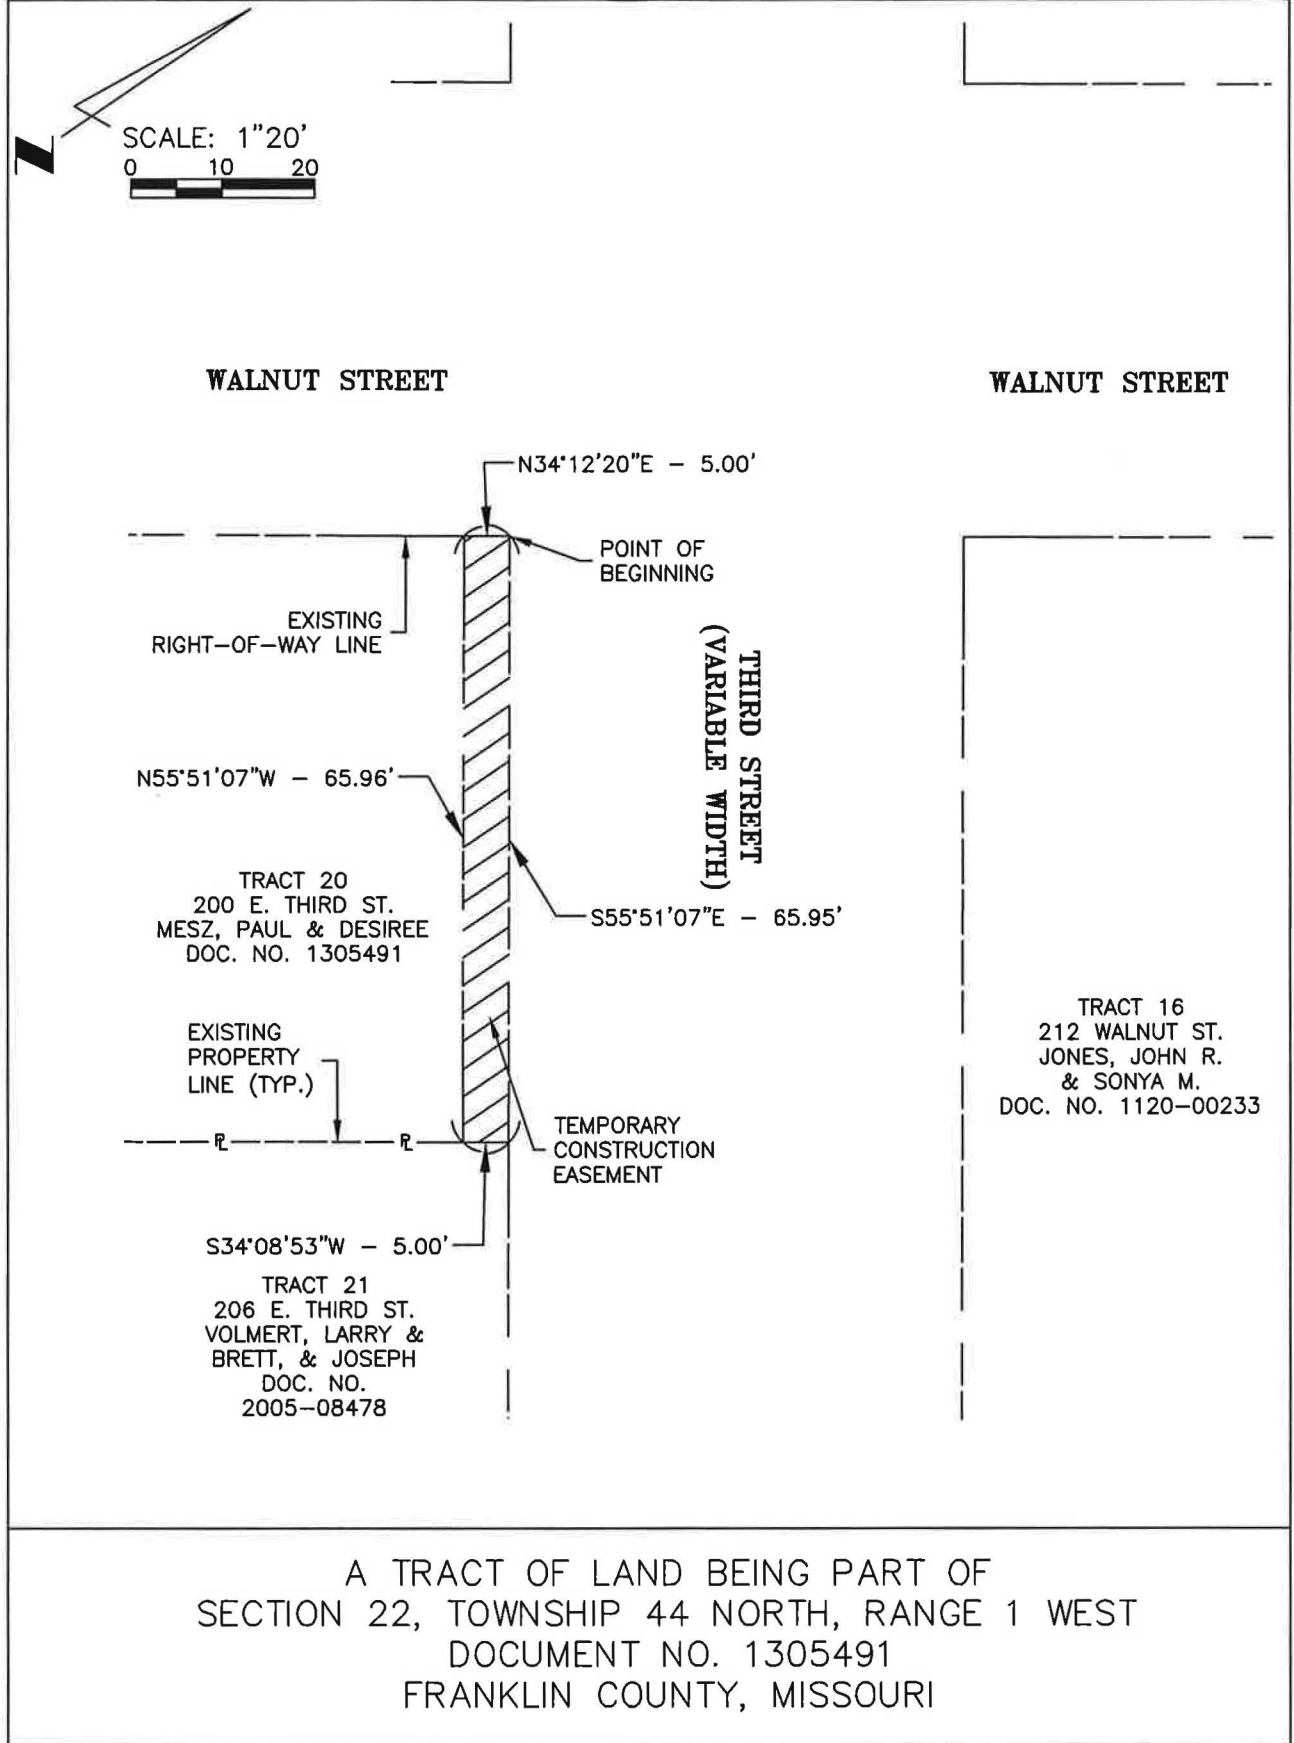 N
SCALE: 1"20'
0 10 20
WALNUT STREET
WALNUT STREET
N34°12'20"E – 5.00'
POINT OF
BEGINNING
EXISTING
RIGHT–OF–WAY LINE
THIRD STREET
(VARIABLE WIDTH)
N55°51'07"W – 65.96'
TRACT 20
200 E. THIRD ST.
MESZ, PAUL & DESIREE
DOC. NO. 1305491
S55°51'07"E – 65.95'
EXISTING
PROPERTY
LINE (TYP.)
TRACT 16
212 WALNUT ST.
JONES, JOHN R.
& SONYA M.
DOC. NO. 1120–00233
PL PL
TEMPORARY
CONSTRUCTION
EASEMENT
S34°08'53"W – 5.00'
TRACT 21
206 E. THIRD ST.
VOLMERT, LARRY &
BRETT, & JOSEPH
DOC. NO.
2005–08478
A TRACT OF LAND BEING PART OF
SECTION 22, TOWNSHIP 44 NORTH, RANGE 1 WEST
DOCUMENT NO. 1305491
FRANKLIN COUNTY, MISSOURI